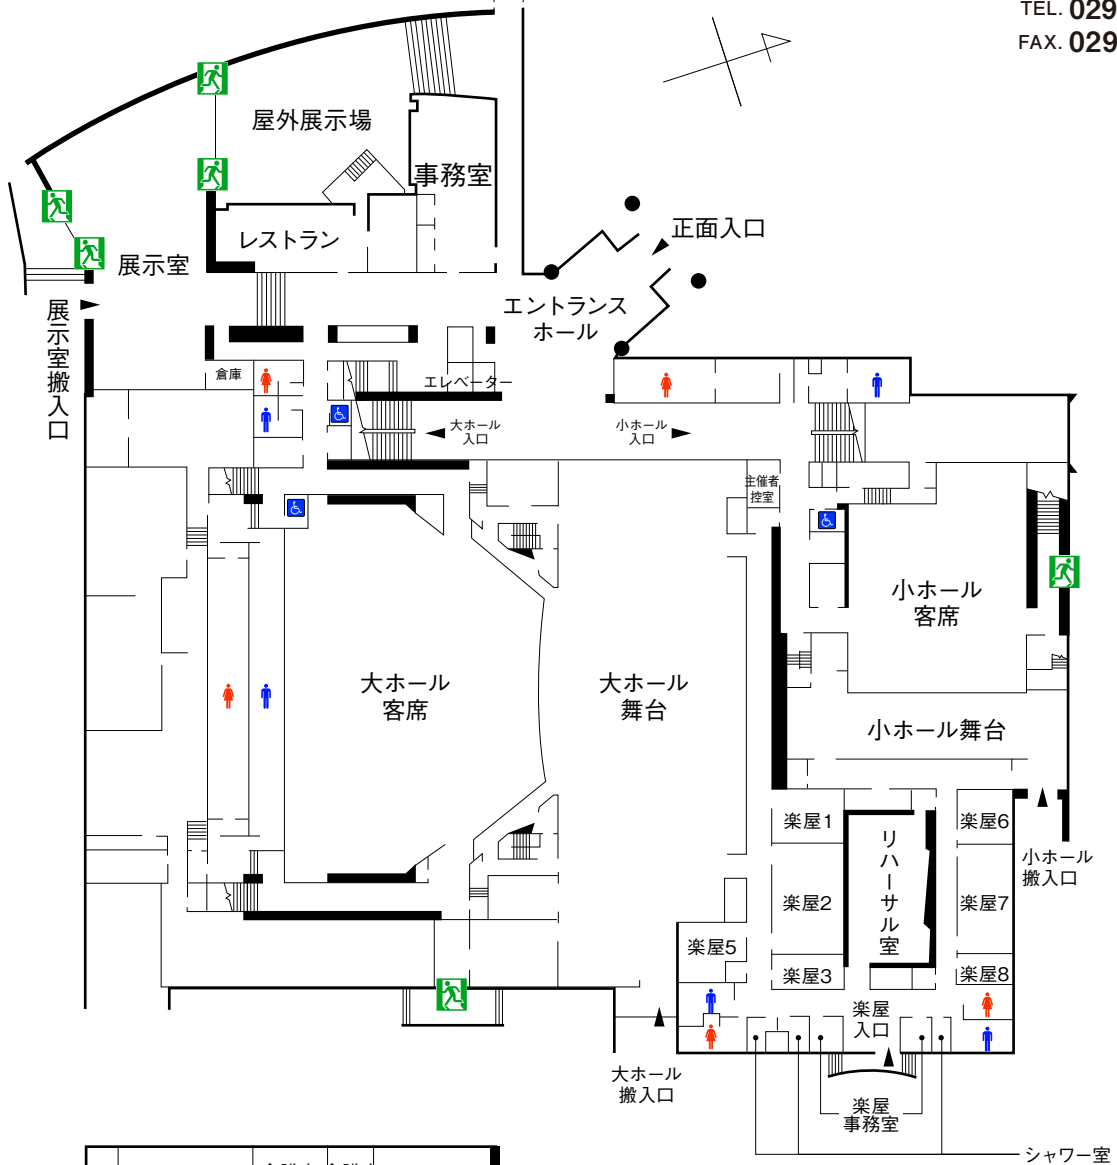 TEL. 029
FAX. 029
屋外展示場
事務室
レストラン
正面入口
展示室
エントランス
ホール
展示室搬入口
倉庫
エレベーター
大ホール
入口
小ホール
入口
主催者
控室
小ホール
客席
大ホール
客席
大ホール
舞台
小ホール舞台
楽屋1
楽屋6
リハーサル室
小ホール
搬入口
楽屋2
楽屋7
楽屋5
楽屋3
楽屋8
楽屋
入口
大ホール
搬入口
楽屋
事務室
シャワー室